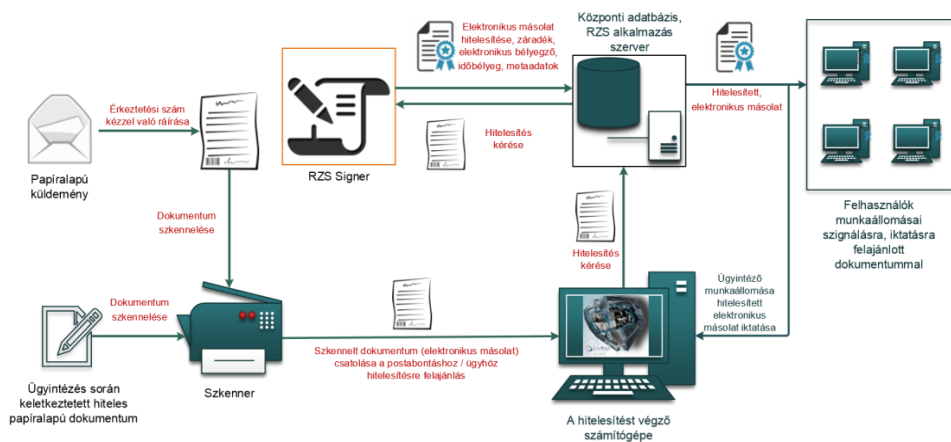 Elektronikus másolat
hitelesítése, záradék,
elektronikus bélyegző,
időbélyeg, metaadatok
Központi adatbázis,
RZS alkalmazás
szerver
Hitelesített,
elektronikus másolat
Érkeztetési szám
kézzel való ráírása
Papíralapú
küldemény
RZS Signer
Hitelesítés
kérése
Felhasználók
munkaállomásai
szignálásra, iktatásra
felajánlott
dokumentummal
Dokumentum
szkennelése
Hitelesítés
kérése
Ügyintéző
munkaállomása
hitelesített
elektronikus
másolat iktatása
Dokumentum
szkennelése
Szkennelt dokumentum (elektronikus másolat)
csatolása a postabontáshoz / ügyhöz
hitelesítésre felajánlás
Szkenner
Ügyintézés során
keletkeztetett hiteles
papíralapú dokumentum
A hitelesítést végző
számítógépe